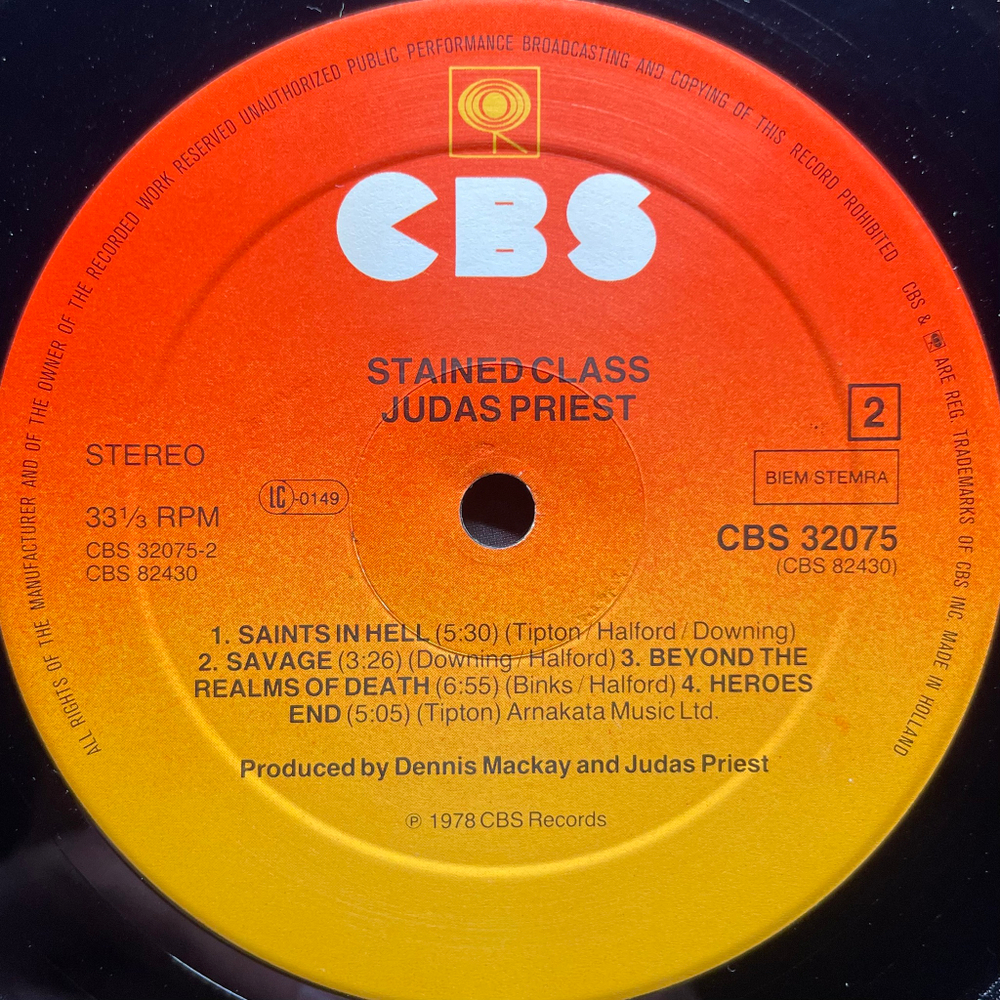 ALL RIGHTS OF THE MANUFACTURER AND OF THE OWNER OF THE RECORDED WORK RESERVED UNAUTHORIZED PUBLIC PERFORMANCE BROADCASTING AND COPYING OF THIS RECORD PROHIBITED CBS & ARE REG. TRADEMARKS OF CBS INC. MADE IN HOLLAND
CBS
STAINED CLASS
JUDAS PRIEST
2
STEREO
BIEM/STEMRA
LC-0149
33⅓ RPM
CBS 32075
CBS 32075-2
(CBS 82430)
CBS 82430
1. SAINTS IN HELL (5:30) (Tipton / Halford / Downing)
2. SAVAGE (3:26) (Downing / Halford) 3. BEYOND THE
REALMS OF DEATH (6:55) (Binks / Halford) 4. HEROES
END (5:05) (Tipton) Arnakata Music Ltd.
Produced by Dennis Mackay and Judas Priest
℗ 1978 CBS Records